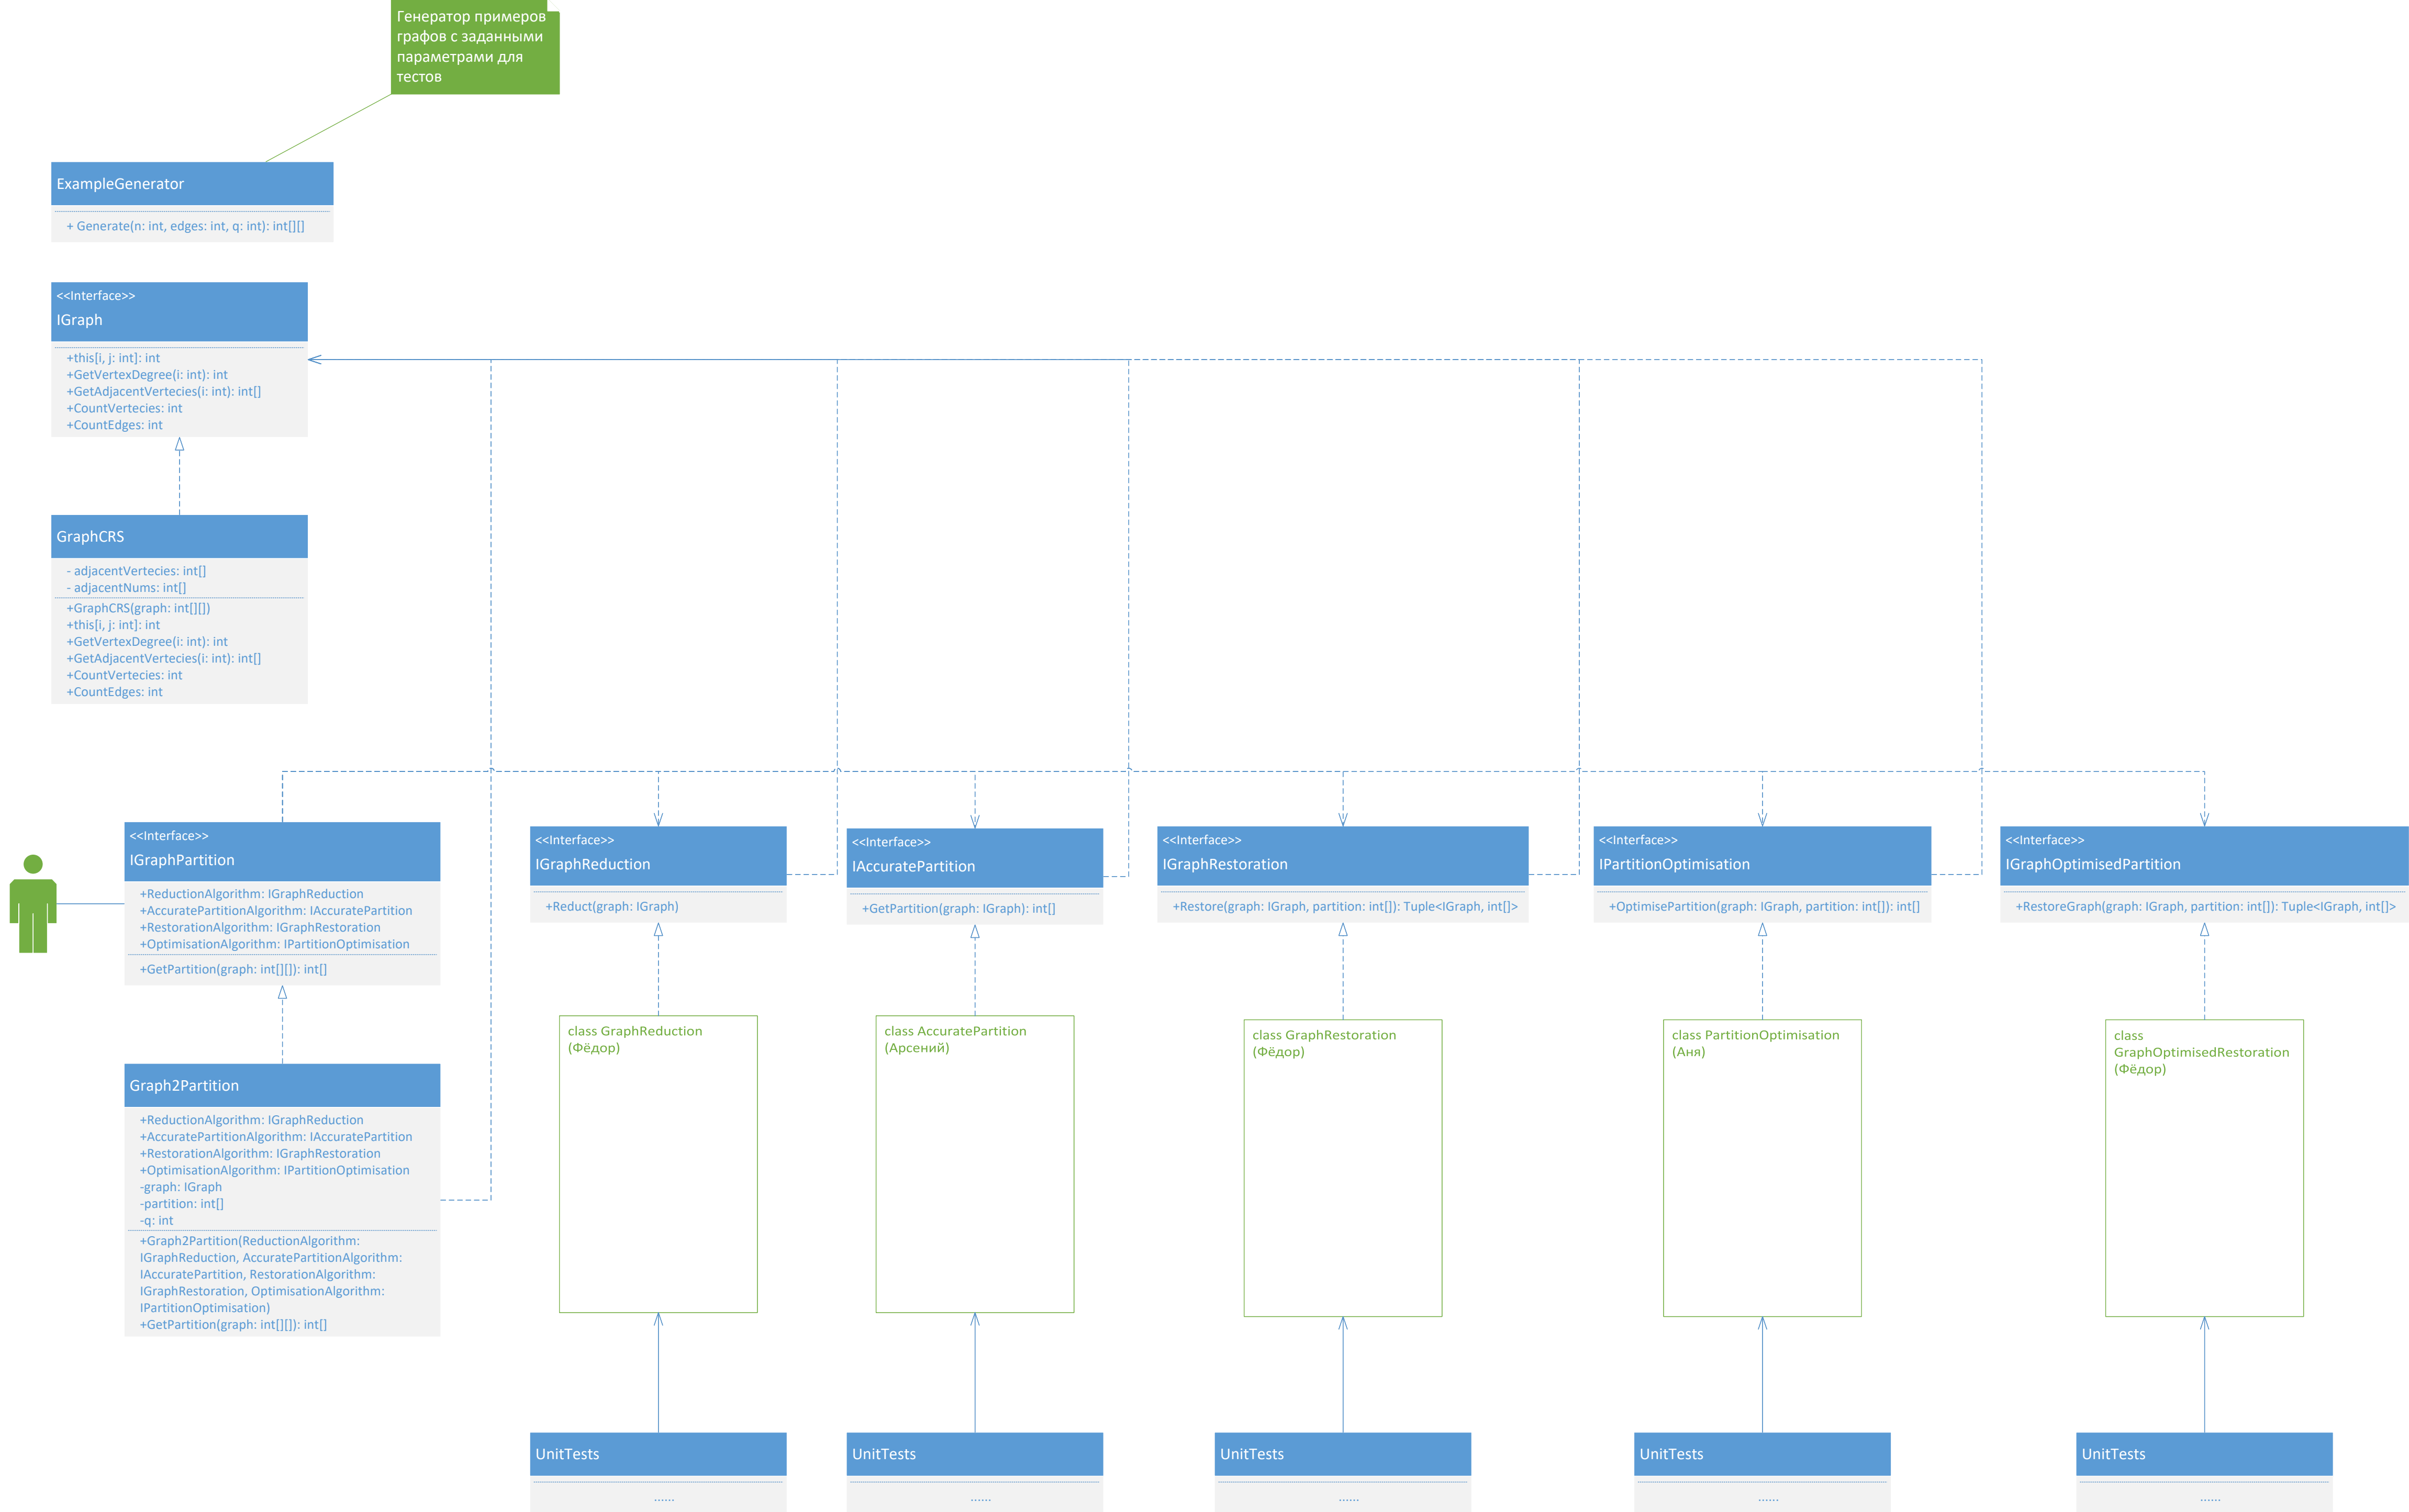 Генератор примеров
графов с заданными
параметрами для
тестов
ExampleGenerator
+ Generate(n: int, edges: int, q: int): int[][]
<<Interface>>
IGraph
+this[i, j: int]: int
+GetVertexDegree(i: int): int
+GetAdjacentVertecies(i: int): int[]
+CountVertecies: int
+CountEdges: int
GraphCRS
- adjacentVertecies: int[]
- adjacentNums: int[]
+GraphCRS(graph: int[][])
+this[i, j: int]: int
+GetVertexDegree(i: int): int
+GetAdjacentVertecies(i: int): int[]
+CountVertecies: int
+CountEdges: int
<<Interface>>
IGraphPartition
+ReductionAlgorithm: IGraphReduction
+AccuratePartitionAlgorithm: IAccuratePartition
+RestorationAlgorithm: IGraphRestoration
+OptimisationAlgorithm: IPartitionOptimisation
+GetPartition(graph: int[][]): int[]
<<Interface>>
IGraphReduction
+Reduct(graph: IGraph)
<<Interface>>
IAccuratePartition
+GetPartition(graph: IGraph): int[]
<<Interface>>
IGraphRestoration
+Restore(graph: IGraph, partition: int[]): Tuple<IGraph, int[]>
<<Interface>>
IPartitionOptimisation
+OptimisePartition(graph: IGraph, partition: int[]): int[]
<<Interface>>
IGraphOptimisedPartition
+RestoreGraph(graph: IGraph, partition: int[]): Tuple<IGraph, int[]>
Graph2Partition
+ReductionAlgorithm: IGraphReduction
+AccuratePartitionAlgorithm: IAccuratePartition
+RestorationAlgorithm: IGraphRestoration
+OptimisationAlgorithm: IPartitionOptimisation
-graph: IGraph
-partition: int[]
-q: int
+Graph2Partition(ReductionAlgorithm:
IGraphReduction, AccuratePartitionAlgorithm:
IAccuratePartition, RestorationAlgorithm:
IGraphRestoration, OptimisationAlgorithm:
IPartitionOptimisation)
+GetPartition(graph: int[][]): int[]
class GraphReduction
(Фёдор)
class AccuratePartition
(Арсений)
class GraphRestoration
(Фёдор)
class PartitionOptimisation
(Аня)
class
GraphOptimisedRestoration
(Фёдор)
UnitTests
......
UnitTests
......
UnitTests
......
UnitTests
......
UnitTests
......